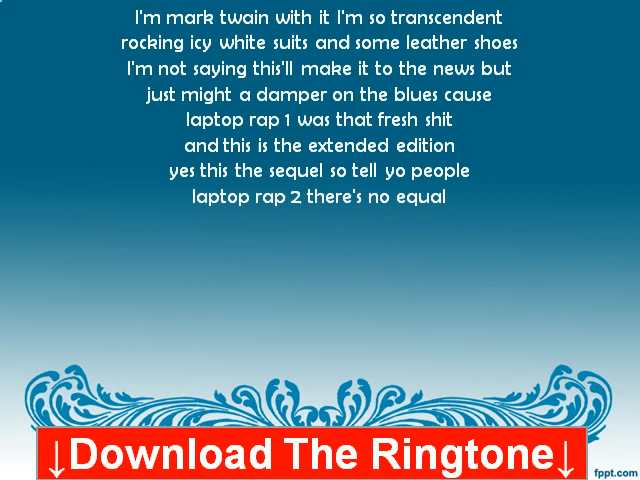 I'm mark twain with it I'm so transcendent
rocking icy white suits and some leather shoes
I'm not saying this'll make it to the news but
just might a damper on the blues cause
laptop rap 1 was that fresh shit
and this is the extended edition
yes this the sequel so tell yo people
laptop rap 2 there's no equal
↓Download The Ringtone↓
fppt.com